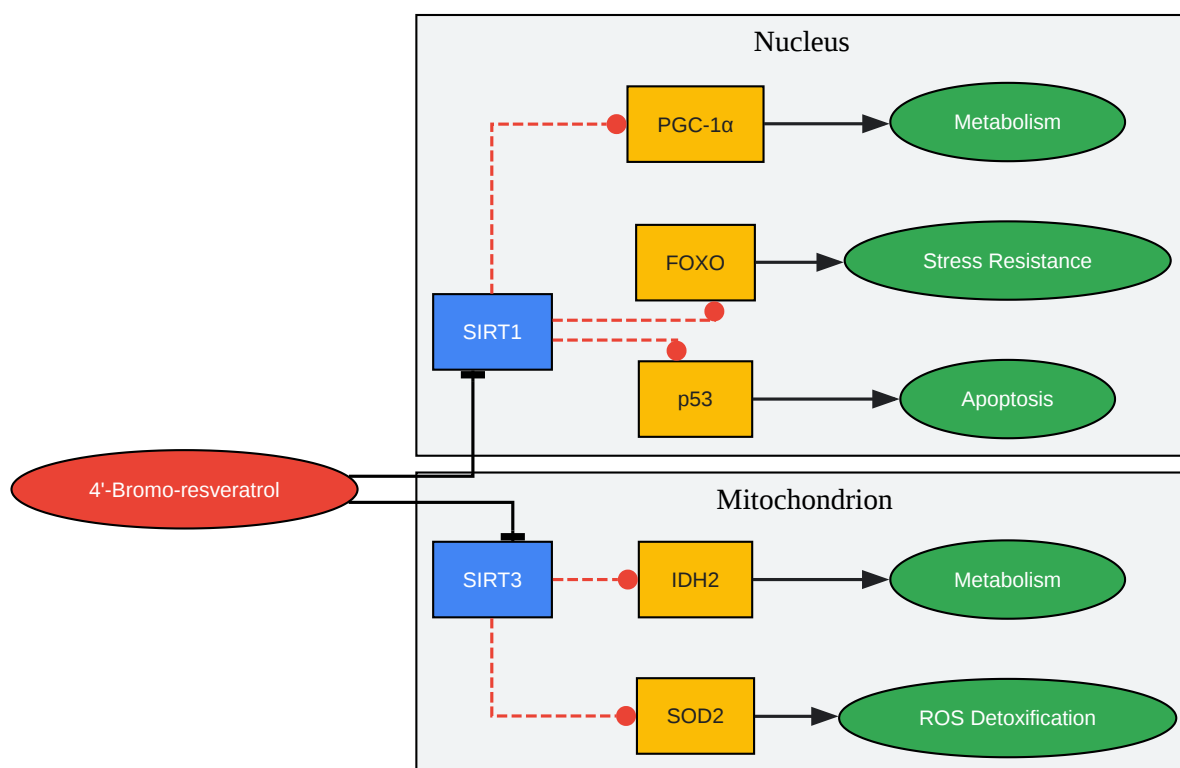 Nucleus
PGC-1α
Metabolism
FOXO
Stress Resistance
SIRT1
p53
Apoptosis
4'-Bromo-resveratrol
Mitochondrion
SIRT3
IDH2
Metabolism
SOD2
ROS Detoxification